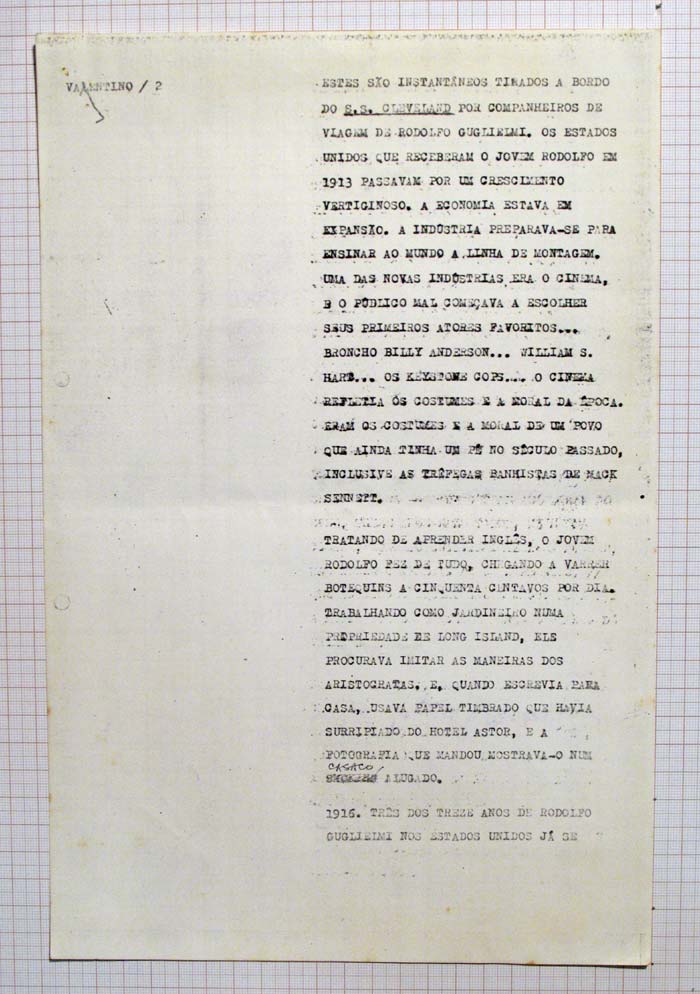 VALENTINO / 2
ESTES SÃO INSTANTÂNEOS TIRADOS A BORDO
DO S.S. CLEVELAND POR COMPANHEIROS DE
VIAGEM DE RODOLFO GUGLIELMI. OS ESTADOS
UNIDOS QUE RECEBERAM O JOVEM RODOLFO EM
1913 PASSAVAM POR UM CRESCIMENTO
VERTIGINOSO. A ECONOMIA ESTAVA EM
EXPANSÃO. A INDÚSTRIA PREPARAVA-SE PARA
ENSINAR AO MUNDO A LINHA DE MONTAGEM.
UMA DAS NOVAS INDÚSTRIAS ERA O CINEMA,
E O PÚBLICO MAL COMEÇAVA A ESCOLHER
SEUS PRIMEIROS ATORES FAVORITOS...
BRONCHO BILLY ANDERSON... WILLIAM S.
HART... OS KEYSTONE COPS... O CINEMA
REFLETIA OS COSTUMES E A MORAL DA ÉPOCA.
ERAM OS COSTUMES E A MORAL DE UM POVO
QUE AINDA TINHA UM PÉ NO SÉCULO PASSADO,
INCLUSIVE AS TRÊFEGAS BANHISTAS DE MACK
SENNETT.
TRATANDO DE APRENDER INGLÊS, O JOVEM
RODOLFO FEZ DE TUDO, CHEGANDO A VARRER
BOTEQUINS A CINQUENTA CENTAVOS POR DIA.
TRABALHANDO COMO JARDINEIRO NUMA
PROPRIEDADE DE LONG ISLAND, ELE
PROCURAVA IMITAR AS MANEIRAS DOS
ARISTOCRATAS. E, QUANDO ESCREVIA PARA
CASA, USAVA PAPEL TIMBRADO QUE HAVIA
SURRIPIADO DO HOTEL ASTOR, E A
FOTOGRAFIA QUE MANDOU MOSTRAVA-O NUM
CASACO
ALUGADO.
1916. TRÊS DOS TREZE ANOS DE RODOLFO
GUGLIELMI NOS ESTADOS UNIDOS JÁ SE